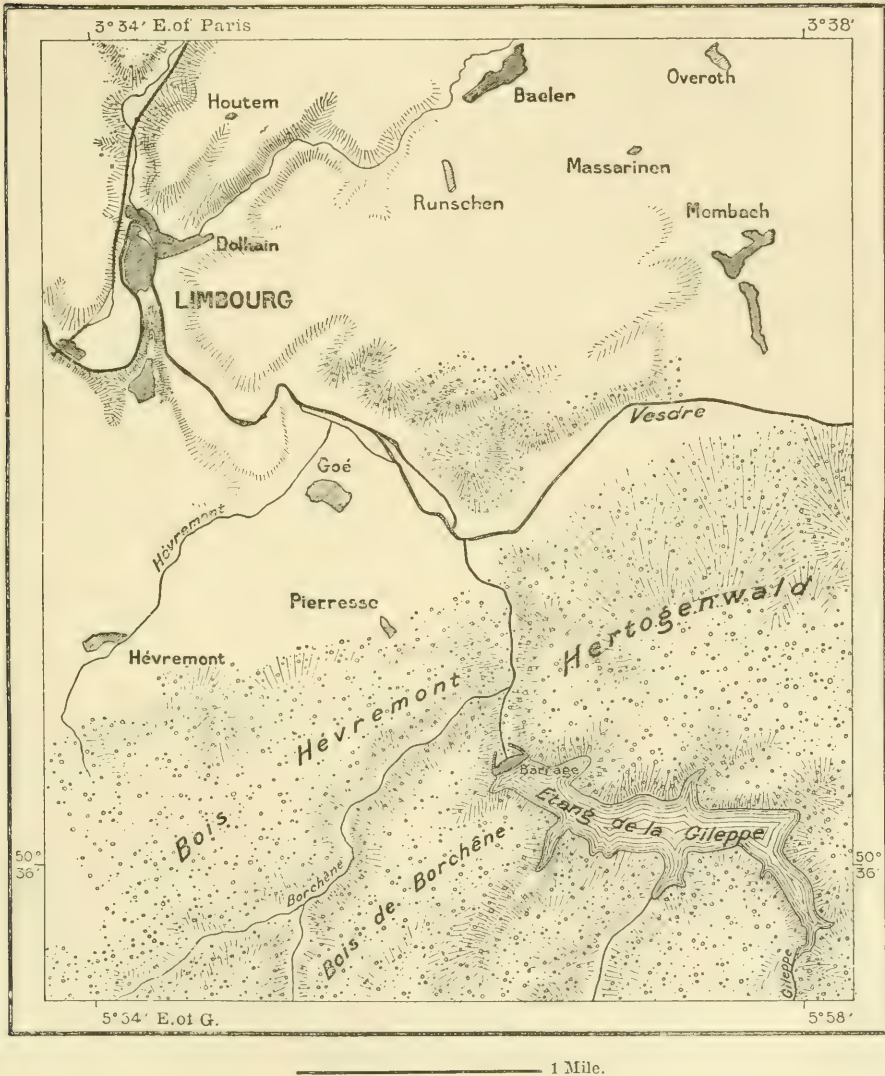 3° 34′ E. of Paris
3° 38′
Houtem
Baelen
Overoth
Massarinen
Runschen
Membach
Dolhain
LIMBOURG
Vesdre
Goé
Hévremont
Pierresse
Hertogenwald
Hévremont
Bois Hévremont
Barrage
Etang de la Gileppe
50° 36′
50° 36′
Borchêne
Bois de Borchêne
Gileppe
5° 54′ E. of G.
5° 58′
1 Mile.